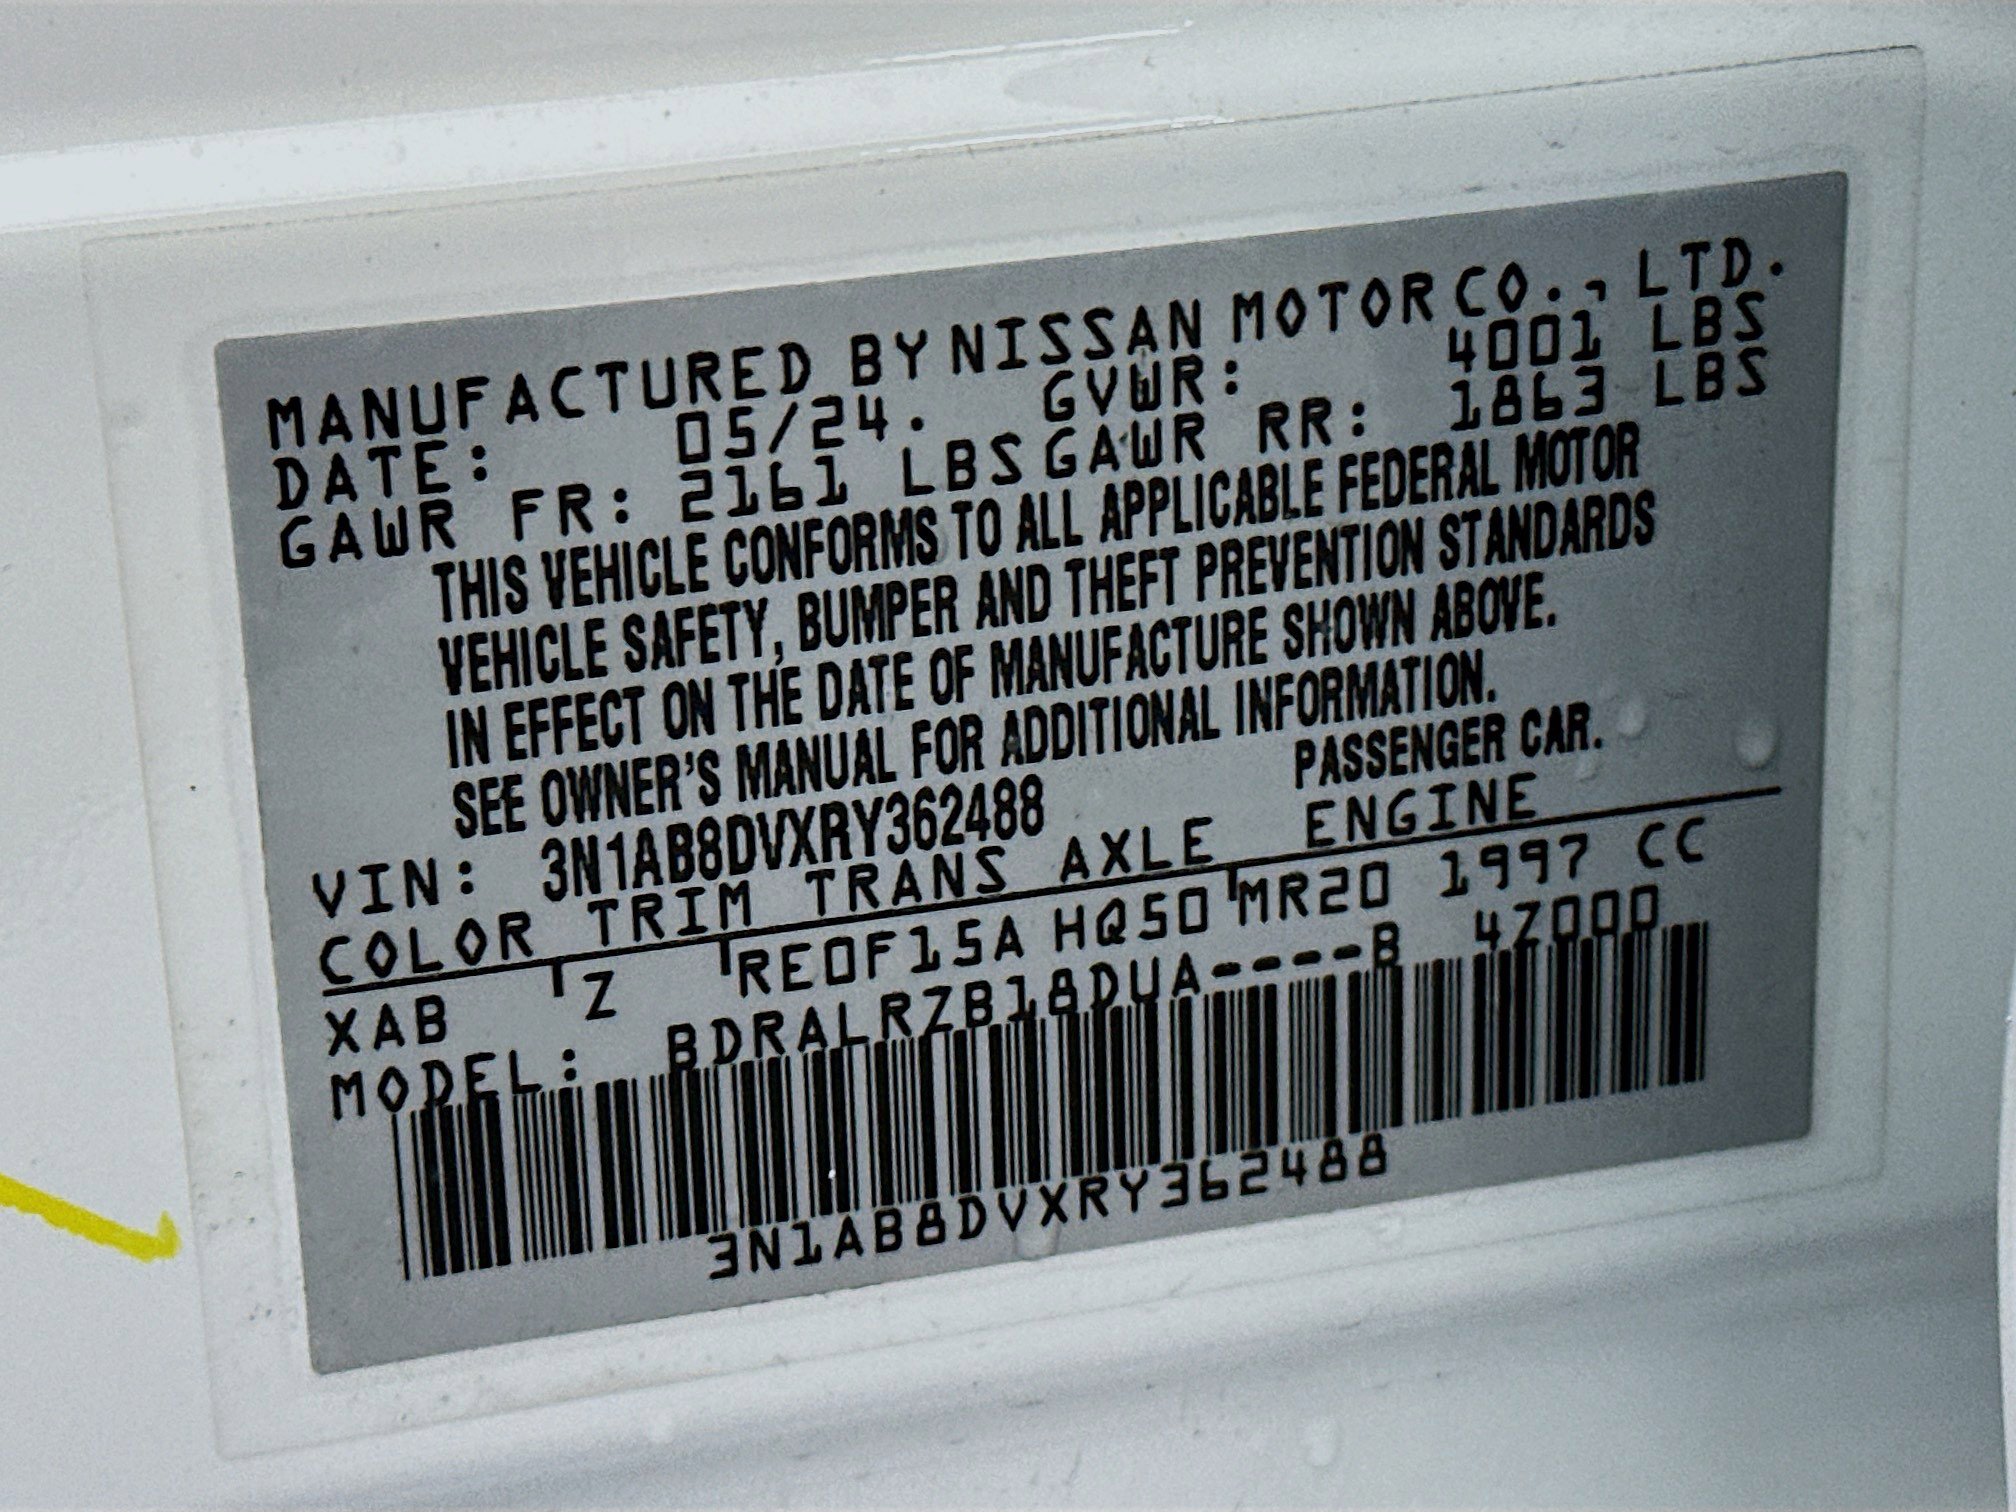 MANUFACTURED BY NISSAN MOTOR CO., LTD.
DATE: 05/24. GVWR: 4001 LBS
GAWR FR: 2161 LBS GAWR RR: 1863 LBS
THIS VEHICLE CONFORMS TO ALL APPLICABLE FEDERAL MOTOR
VEHICLE SAFETY, BUMPER AND THEFT PREVENTION STANDARDS
IN EFFECT ON THE DATE OF MANUFACTURE SHOWN ABOVE.
SEE OWNER'S MANUAL FOR ADDITIONAL INFORMATION.
VIN: 3N1AB8DVXRY362488 PASSENGER CAR.
COLOR TRIM TRANS AXLE ENGINE
XAB Z RE0F15A HQ50 MR20 1997 CC
MODEL: BDRALRZB18DUA----B 4Z000
3N1AB8DVXRY362488